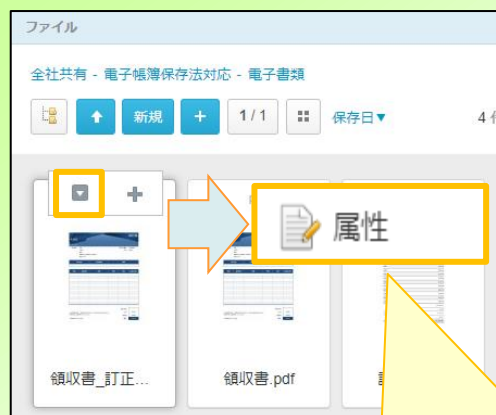 ファイル
全社共有 - 電子帳簿保存法対応 - 電子書類
新規 + 1 / 1 保存日▼ 4
属性
領収書_訂正... 領収書.pdf